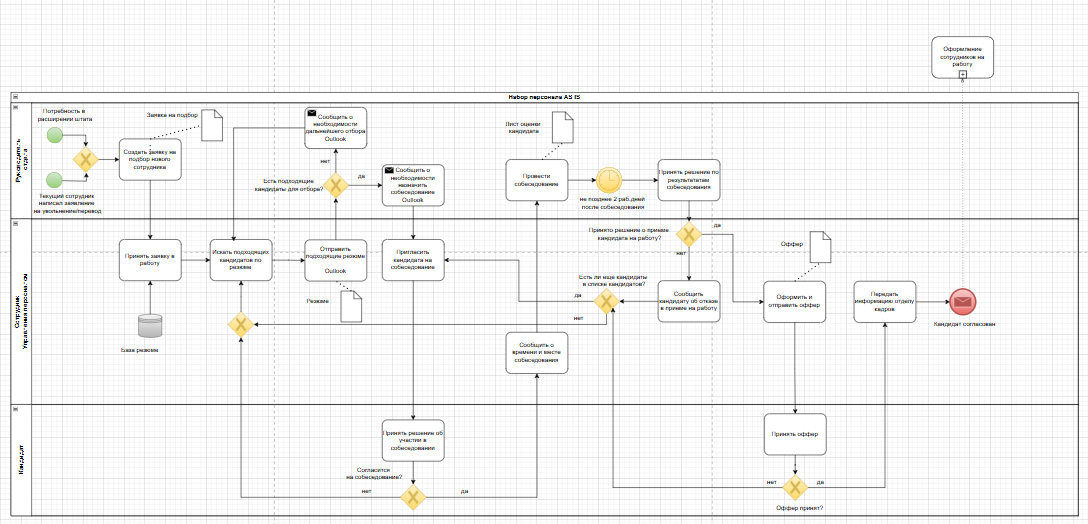 Оформление
сотрудников на
работу
Набор персонала AS IS
Руководитель
отдела
Потребность в
расширении штата
Заявка на подбор
Создать заявку на
подбор нового
сотрудника
Текущий сотрудник
написал заявление
на увольнение/перевод
Сообщить о
необходимости
дальнейшего отбора
Outlook
нет
Есть подходящие
кандидаты для отбора?
да
Сообщить о
необходимости
назначить
собеседование
Outlook
Лист оценки
кандидата
Провести
собеседование
не позднее 2 раб.дней
после собеседования
Принять решение по
результатам
собеседования
Сотрудник
Управления персоналом
Принять заявку в
работу
База резюме
Искать подходящих
кандидатов по
резюме
Отправить
подходящие резюме
Outlook
Резюме
Пригласить
кандидата на
собеседование
Принято решение о приеме
кандидата на работу?
да
нет
Есть ли еще кандидаты
в списке кандидатов?
да
нет
Сообщить
кандидату об отказе
в приеме на работу
Сообщить о
времени и месте
собеседования
Оффер
Оформить и
отправить оффер
Передать
информацию отделу
кадров
Кандидат согласован
Кандидат
Принять решение об
участии в
собеседовании
Согласится
на собеседование?
нет
да
Принять оффер
нет
да
Оффер принят?